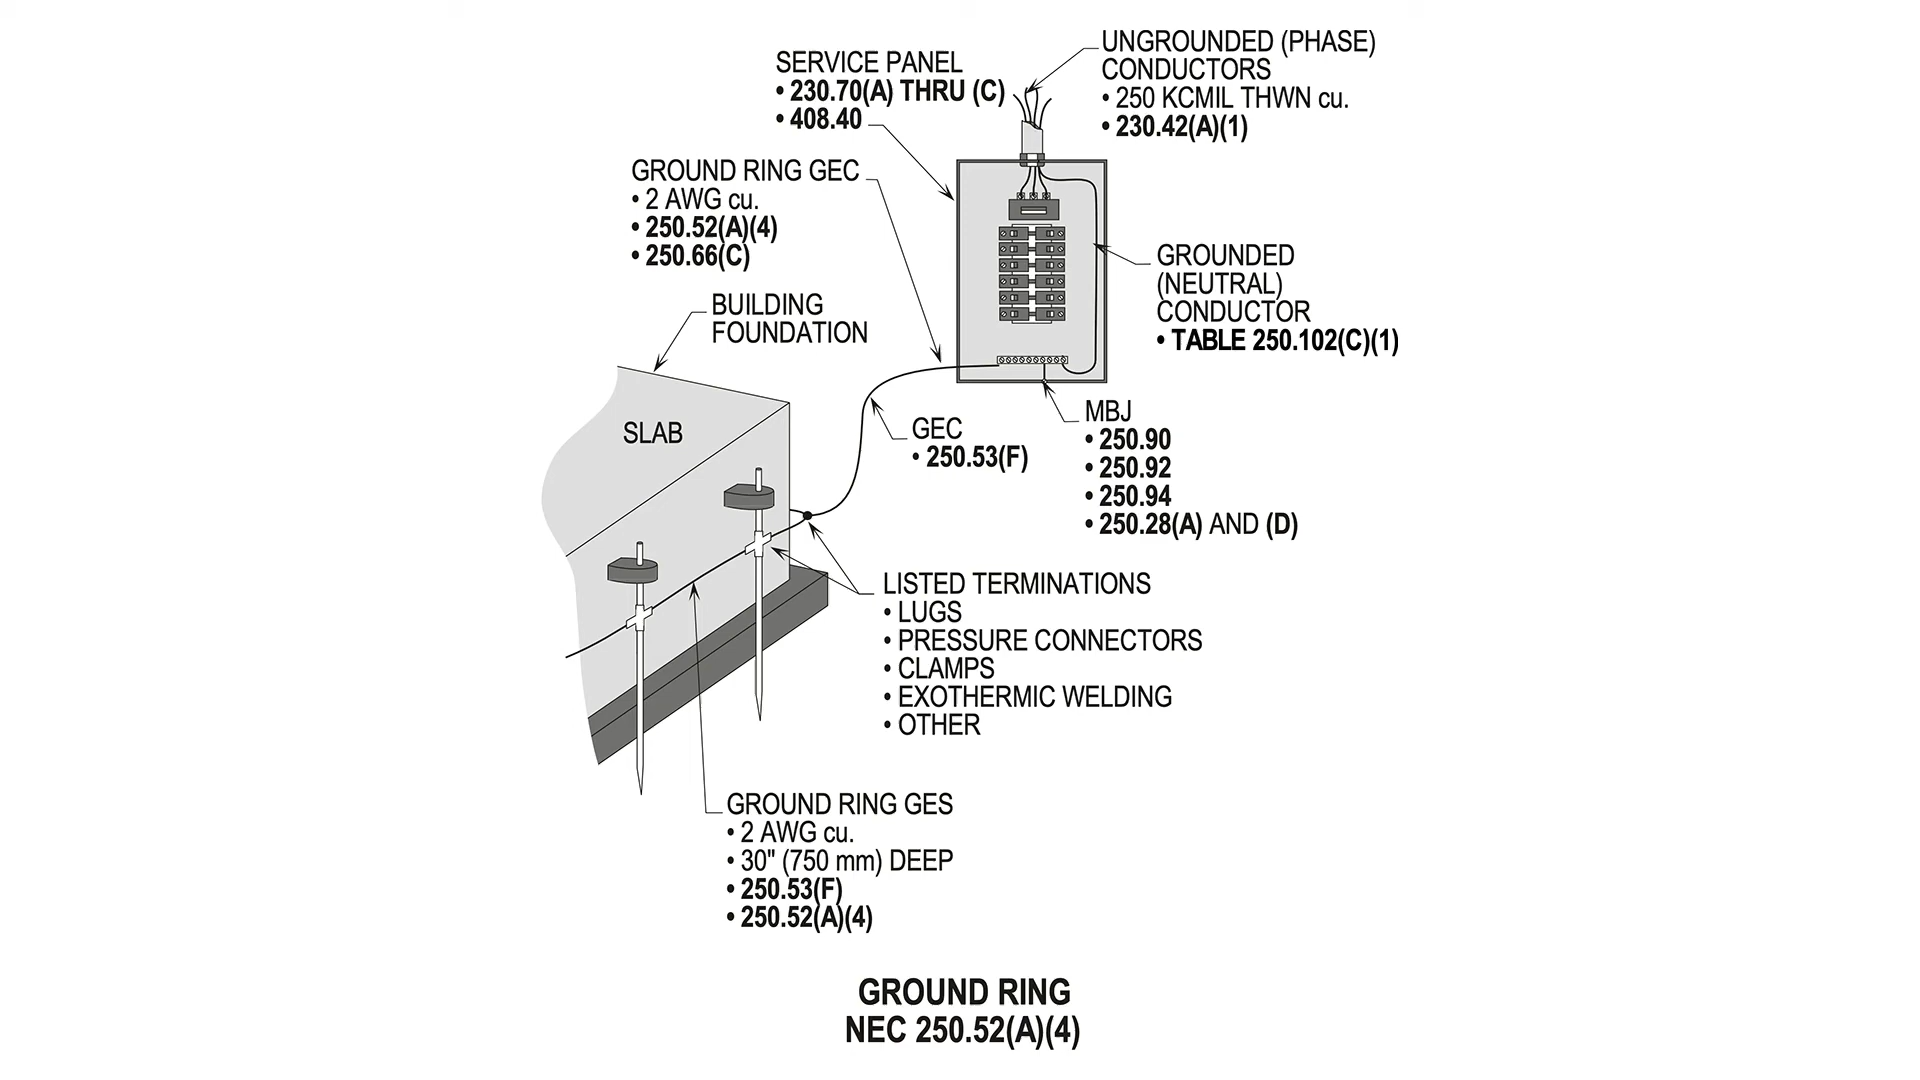 SERVICE PANEL
• 230.70(A) THRU (C)
• 408.40
UNGROUNDED (PHASE)
CONDUCTORS
• 250 KCMIL THWN cu.
• 230.42(A)(1)
GROUND RING GEC
• 2 AWG cu.
• 250.52(A)(4)
• 250.66(C)
GROUNDED
(NEUTRAL)
CONDUCTOR
• TABLE 250.102(C)(1)
BUILDING
FOUNDATION
SLAB
GEC
• 250.53(F)
MBJ
• 250.90
• 250.92
• 250.94
• 250.28(A) AND (D)
LISTED TERMINATIONS
• LUGS
• PRESSURE CONNECTORS
• CLAMPS
• EXOTHERMIC WELDING
• OTHER
GROUND RING GES
• 2 AWG cu.
• 30" (750 mm) DEEP
• 250.53(F)
• 250.52(A)(4)
GROUND RING
NEC 250.52(A)(4)